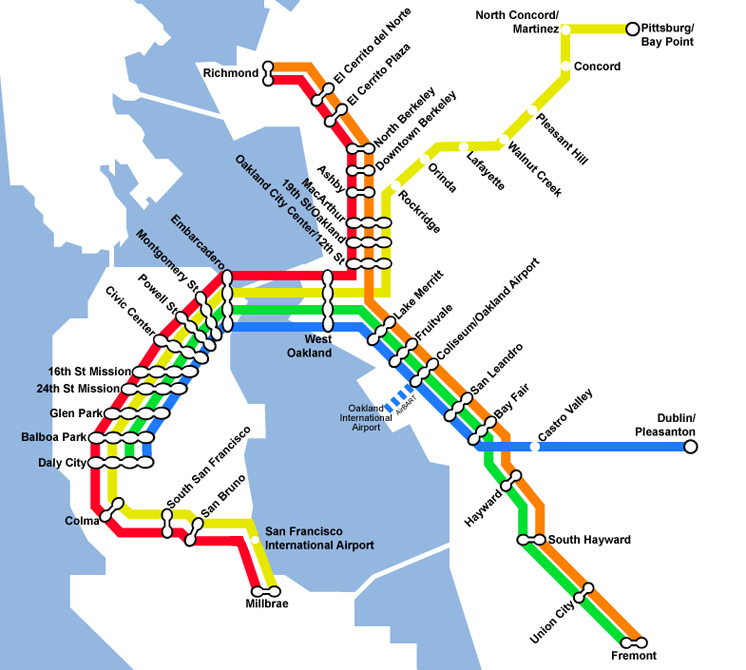 North Concord/
Martinez
Pittsburg/
Bay Point
Concord
El Cerrito del Norte
Richmond
El Cerrito Plaza
North Berkeley
Downtown Berkeley
Pleasant Hill
Walnut Creek
Lafayette
Orinda
Rockridge
Ashby
MacArthur
19th St/Oakland
Oakland City Center/12th St
Embarcadero
Montgomery St
Powell St
Civic Center
West
Oakland
Lake Merritt
Fruitvale
Coliseum/Oakland Airport
San Leandro
Bay Fair
16th St Mission
24th St Mission
Glen Park
Balboa Park
Daly City
Oakland
International
Airport
AirBART
Castro Valley
Dublin/
Pleasanton
South San Francisco
San Bruno
Colma
San Francisco
International Airport
Millbrae
Hayward
South Hayward
Union City
Fremont